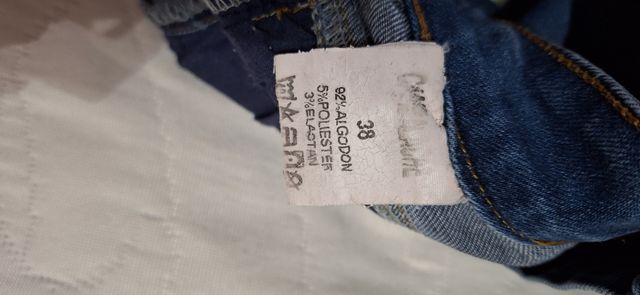 38
92%ALGODON
5%POLIESTER
3%ELASTAN